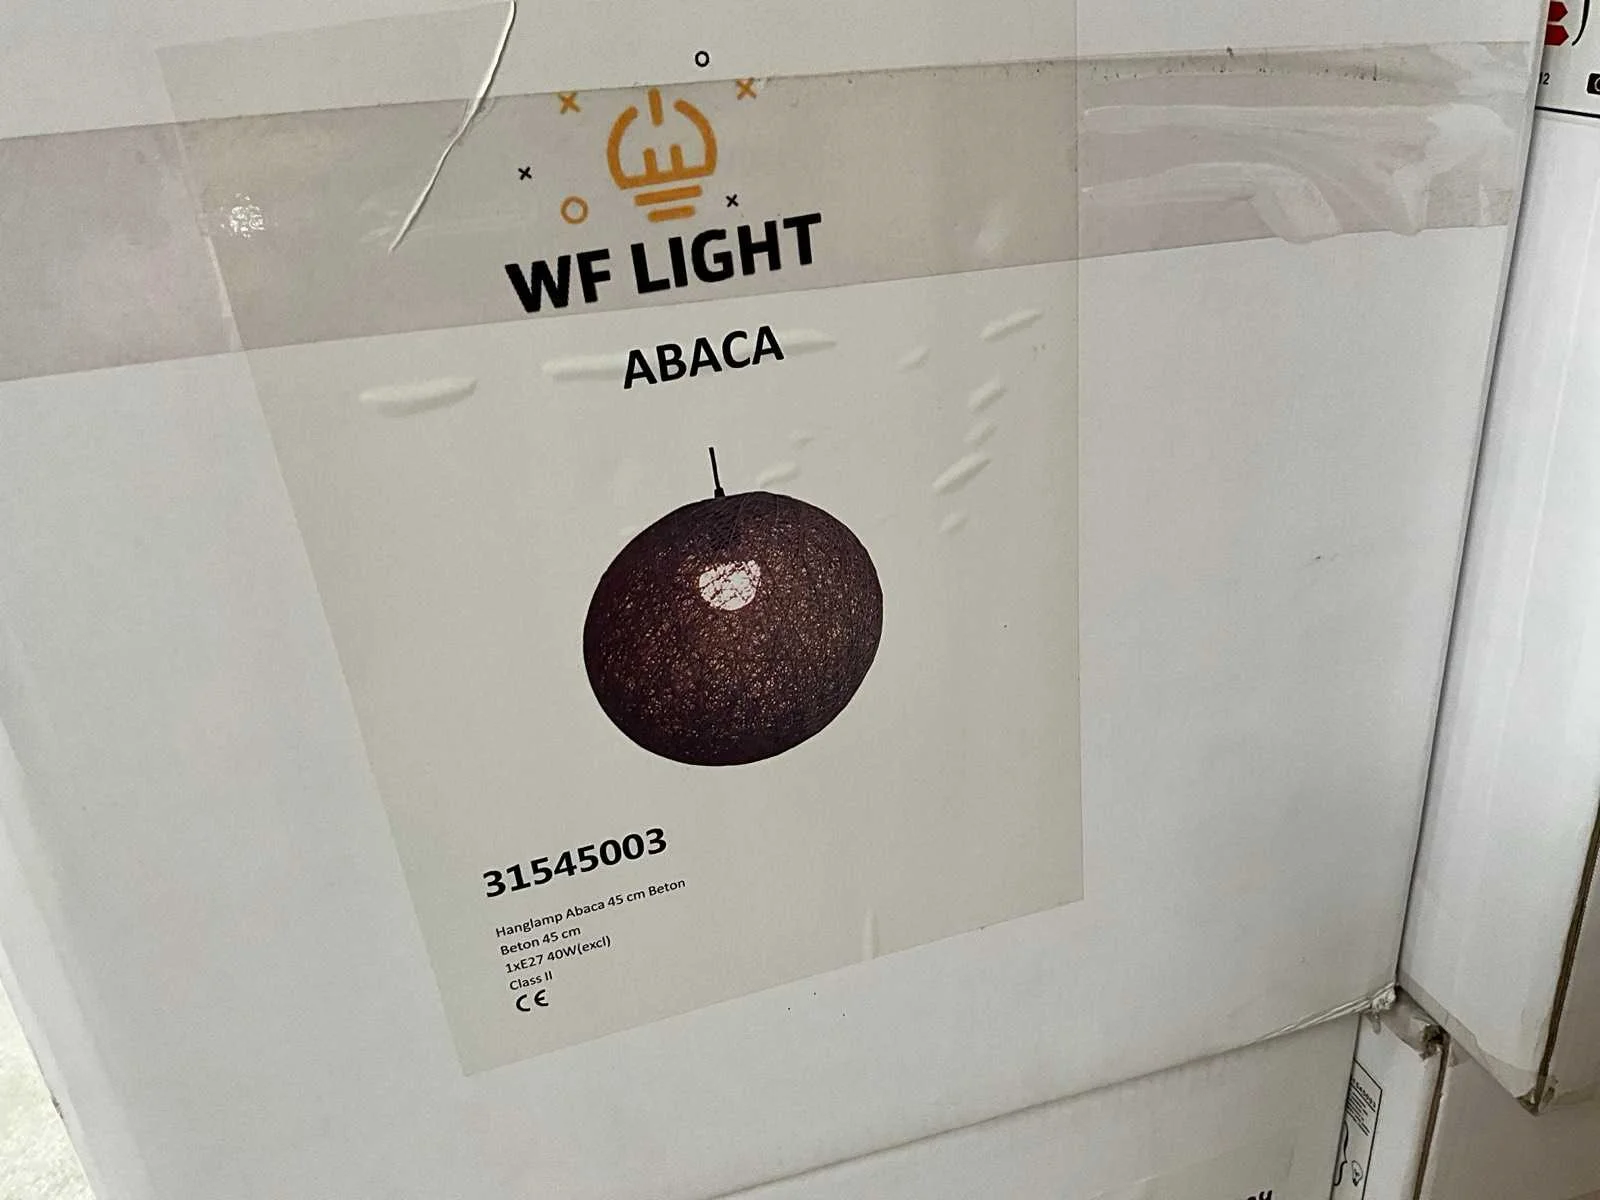 WF LIGHT
ABACA
31545003
Hanglamp Abaca 45 cm Beton
Beton 45 cm
1xE27 40W(excl)
Class II
CE